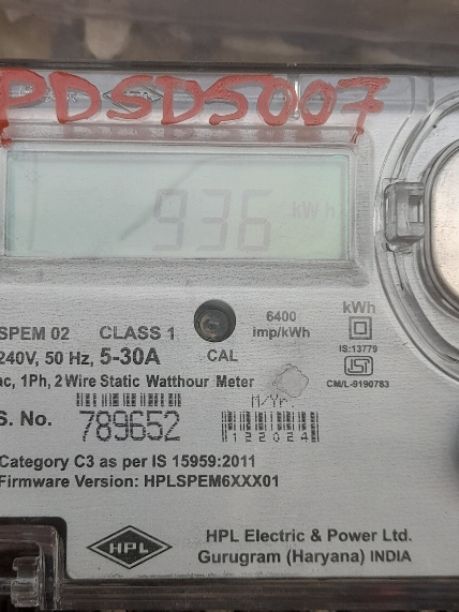 PDSD5007
936 kWh
6400
imp/kWh
kWh
SPEM 02 CLASS 1
240V, 50 Hz, 5-30A
CAL
IS:13779
ISI
CM/L-9190783
ac, 1Ph, 2 Wire Static Watthour Meter
M/Yr.
S. No. 789652
122024
Category C3 as per IS 15959:2011
Firmware Version: HPLSPEM6XXX01
HPL
HPL Electric & Power Ltd.
Gurugram (Haryana) INDIA